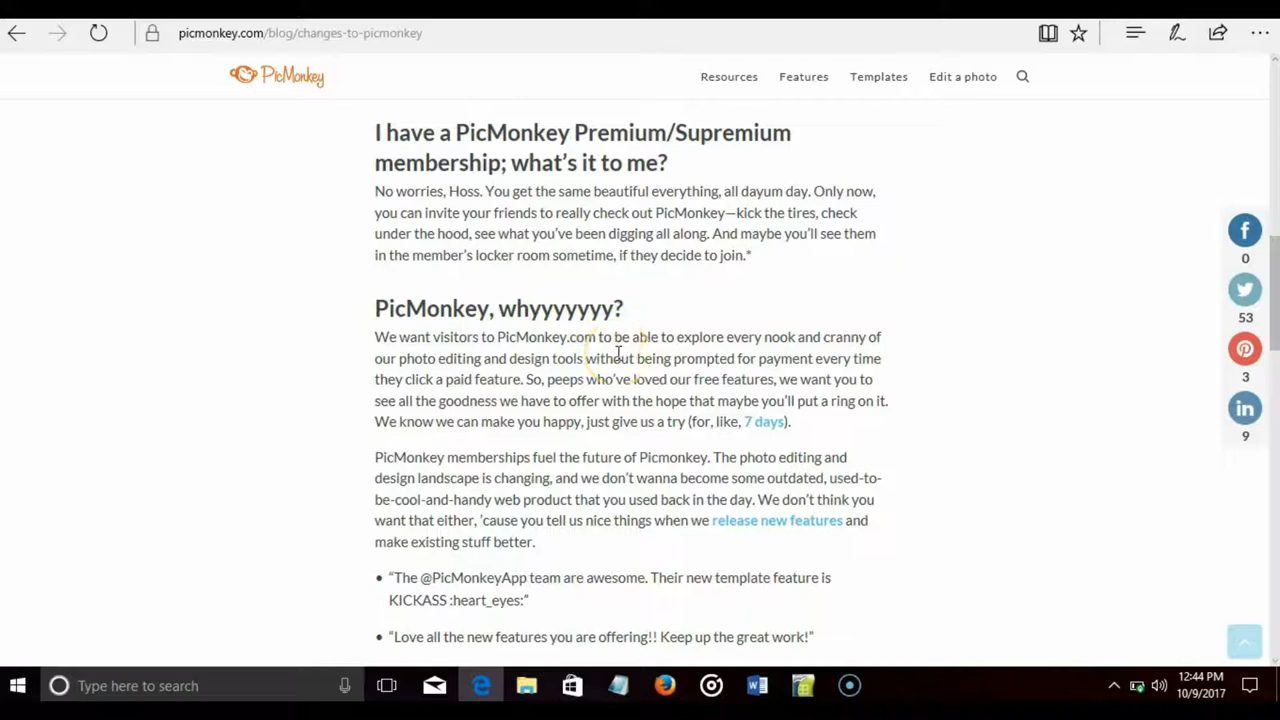 picmonkey.com/blog/changes-to-picmonkey
PicMonkey
Resources
Features
Templates
Edit a photo
I have a PicMonkey Premium/Supremium
membership; what's it to me?
No worries, Hoss. You get the same beautiful everything, all dayum day. Only now,
you can invite your friends to really check out PicMonkey—kick the tires, check
under the hood, see what you've been digging all along. And maybe you'll see them
in the member's locker room sometime, if they decide to join.*
PicMonkey, whyyyyyyy?
We want visitors to PicMonkey.com to be able to explore every nook and cranny of
our photo editing and design tools without being prompted for payment every time
they click a paid feature. So, peeps who've loved our free features, we want you to
see all the goodness we have to offer with the hope that maybe you'll put a ring on it.
We know we can make you happy, just give us a try (for, like, 7 days).
PicMonkey memberships fuel the future of Picmonkey. The photo editing and
design landscape is changing, and we don't wanna become some outdated, used-to-
be-cool-and-handy web product that you used back in the day. We don't think you
want that either, 'cause you tell us nice things when we release new features and
make existing stuff better.
• "The @PicMonkeyApp team are awesome. Their new template feature is
KICKASS :heart_eyes:"
• "Love all the new features you are offering!! Keep up the great work!"
0
53
3
9
Type here to search
12:44 PM
10/9/2017